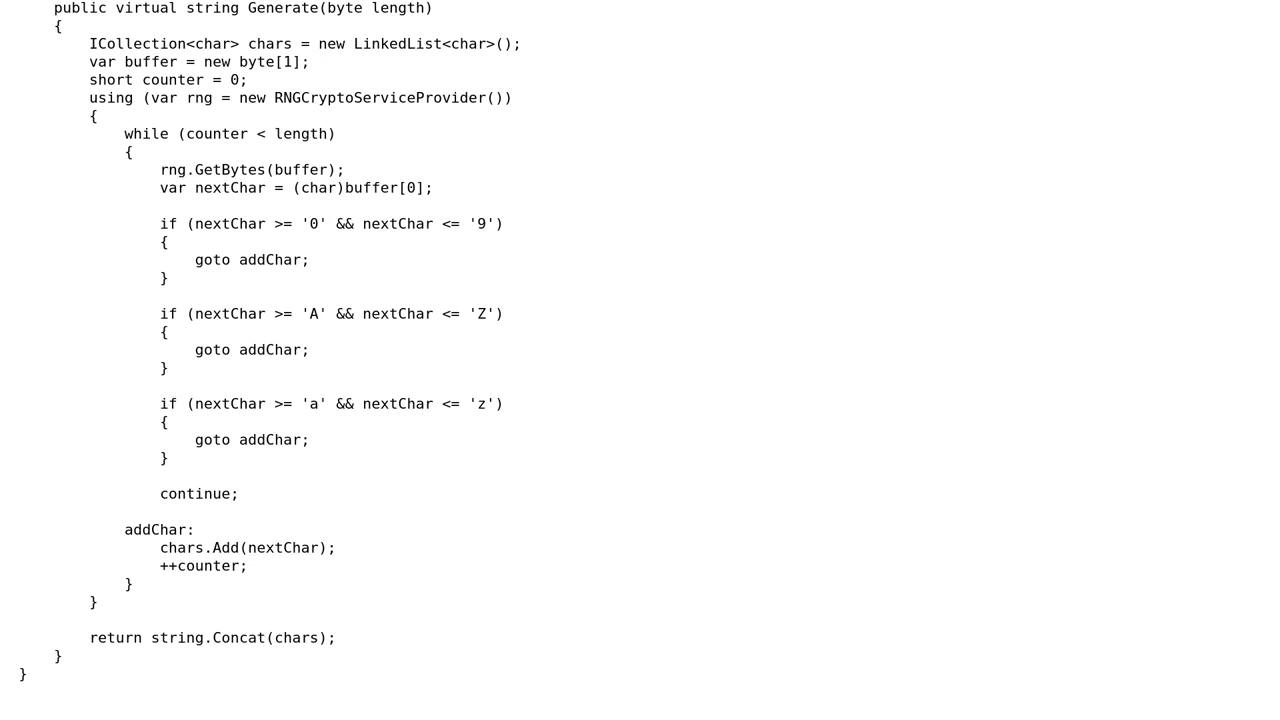 public virtual string Generate(byte length)
    {
        ICollection<char> chars = new LinkedList<char>();
        var buffer = new byte[1];
        short counter = 0;
        using (var rng = new RNGCryptoServiceProvider())
        {
            while (counter < length)
            {
                rng.GetBytes(buffer);
                var nextChar = (char)buffer[0];

                if (nextChar >= '0' && nextChar <= '9')
                {
                    goto addChar;
                }

                if (nextChar >= 'A' && nextChar <= 'Z')
                {
                    goto addChar;
                }

                if (nextChar >= 'a' && nextChar <= 'z')
                {
                    goto addChar;
                }

                continue;

            addChar:
                chars.Add(nextChar);
                ++counter;
            }
        }

        return string.Concat(chars);
    }
}